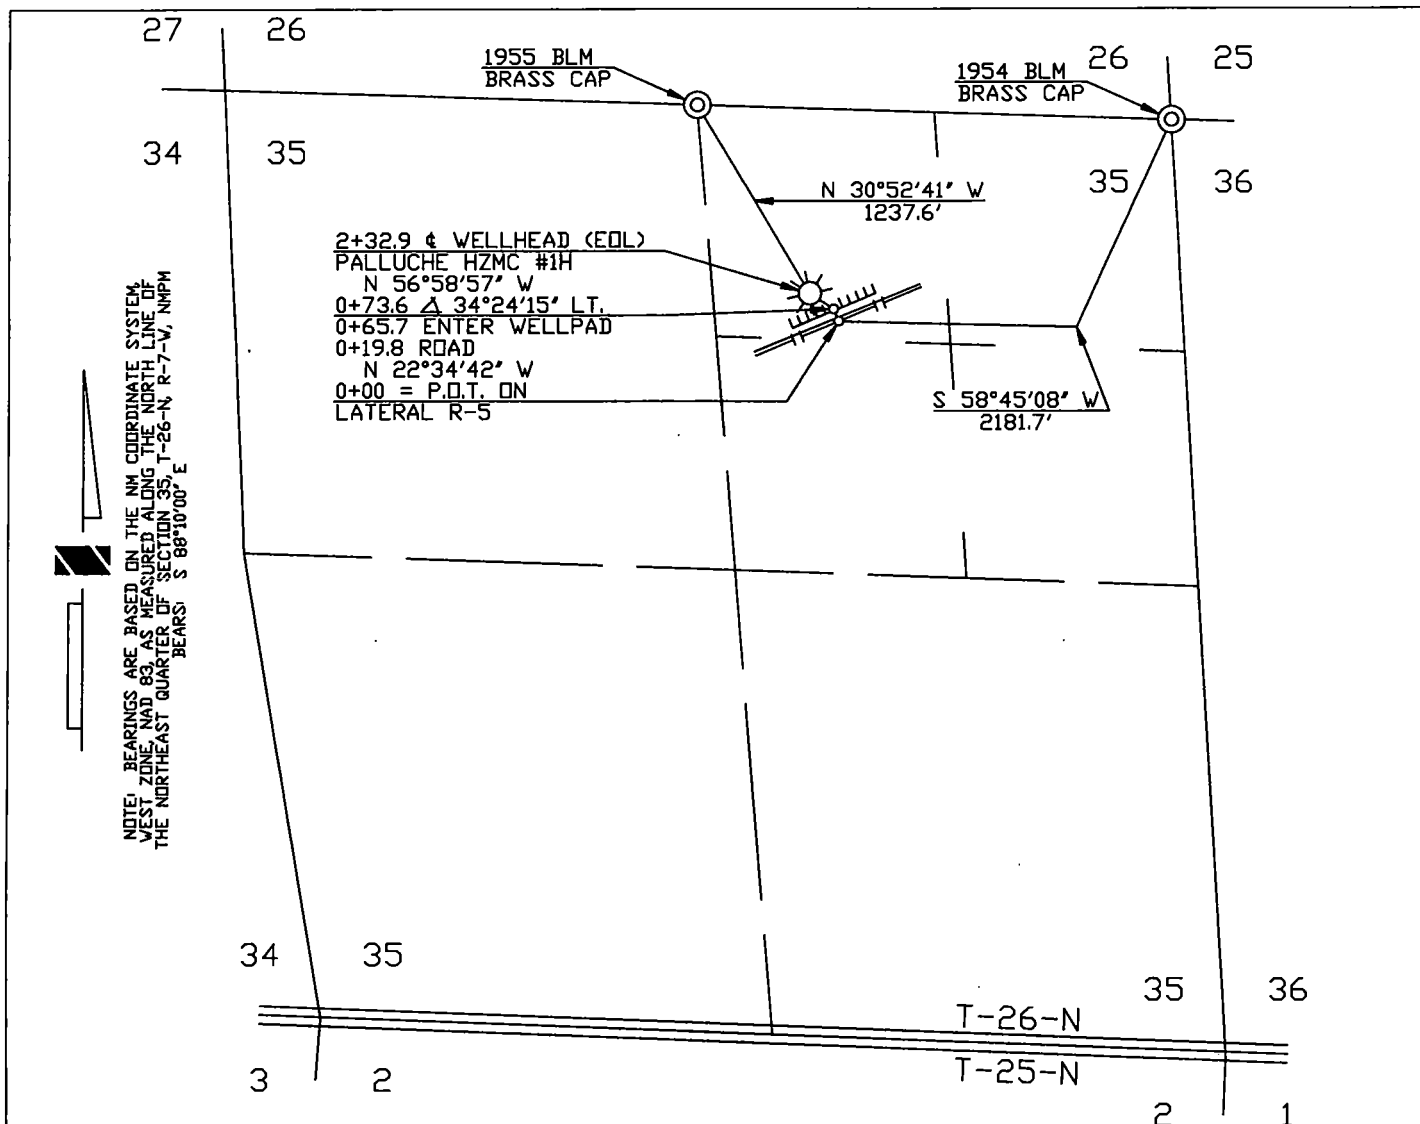 27 26
1955 BLM
BRASS CAP
26 25
1954 BLM
BRASS CAP
34 35
35 36
N 30°52'41" W
1237.6'
2+32.9 ℄ WELLHEAD (EOL)
PALLUCHE HZMC #1H
N 56°58'57" W
0+73.6 △ 34°24'15" LT.
0+65.7 ENTER WELLPAD
0+19.8 ROAD
N 22°34'42" W
0+00 = P.O.T. ON
LATERAL R-5
S 58°45'08" W
2181.7'
NOTE: BEARINGS ARE BASED ON THE NM COORDINATE SYSTEM,
WEST ZONE, NAD 83, AS MEASURED ALONG THE NORTH LINE OF
THE NORTHEAST QUARTER OF SECTION 35, T-26-N, R-7-W, NMPM
BEARS: S 88°10'00" E
34 35
35 36
T-26-N
T-25-N
3 2
2 1